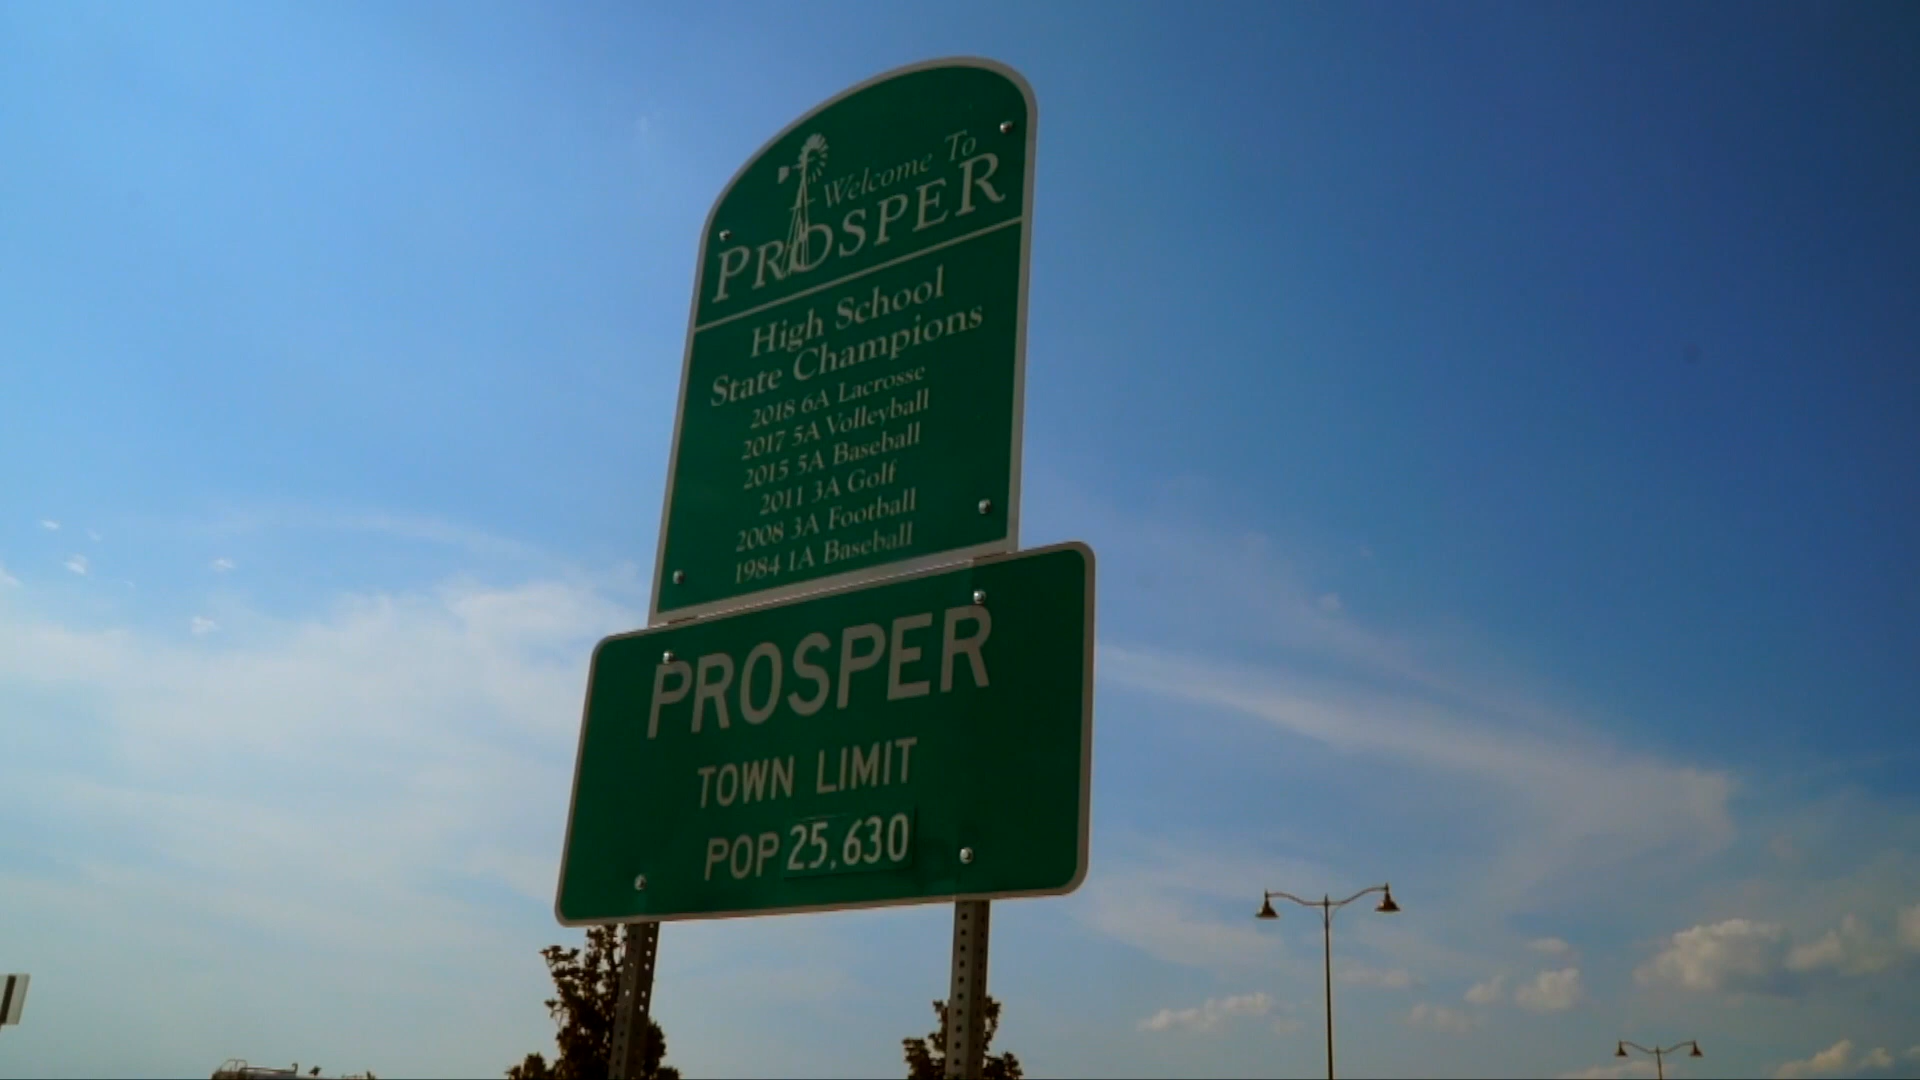 Welcome To
PROSPER
High School
State Champions
2018 6A Lacrosse
2017 5A Volleyball
2015 5A Baseball
2011 3A Golf
2008 3A Football
1984 1A Baseball
PROSPER
TOWN LIMIT
POP 25,630